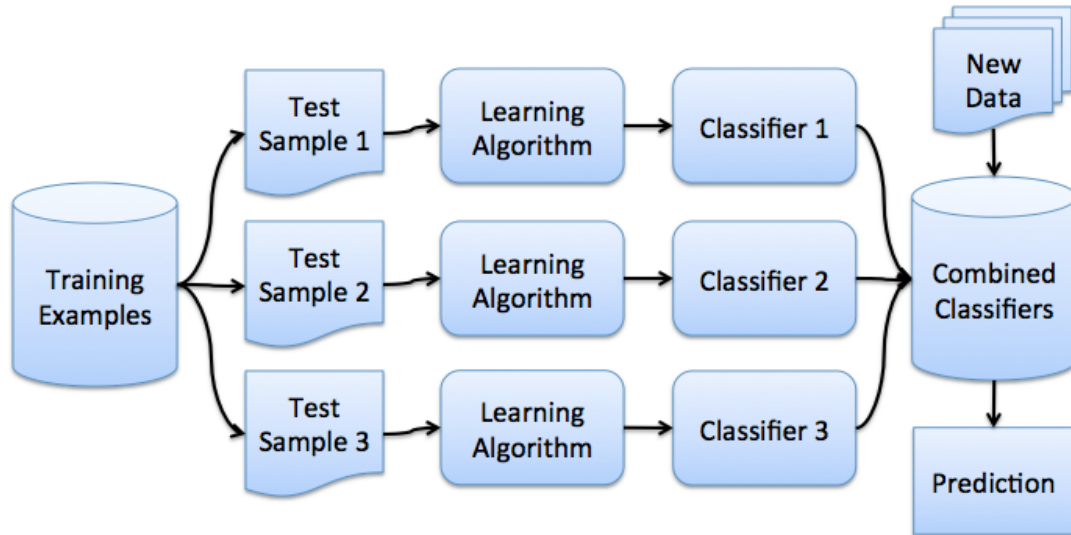 Training
Examples
Test
Sample 1
Learning
Algorithm
Classifier 1
Test
Sample 2
Learning
Algorithm
Classifier 2
Test
Sample 3
Learning
Algorithm
Classifier 3
New
Data
Combined
Classifiers
Prediction